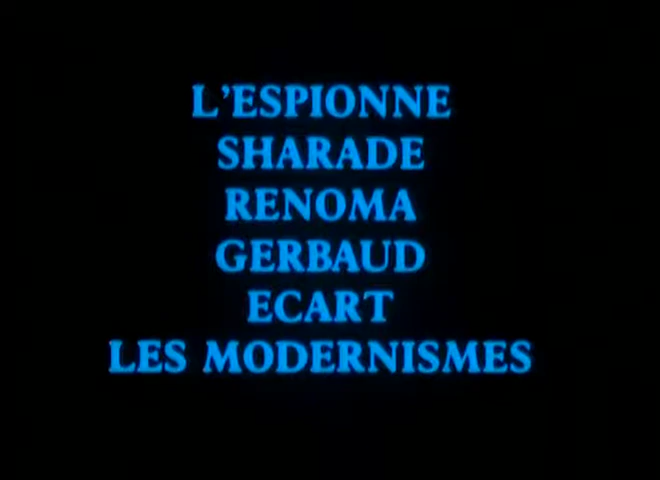 L'ESPIONNE
SHARADE
RENOMA
GERBAUD
ECART
LES MODERNISMES